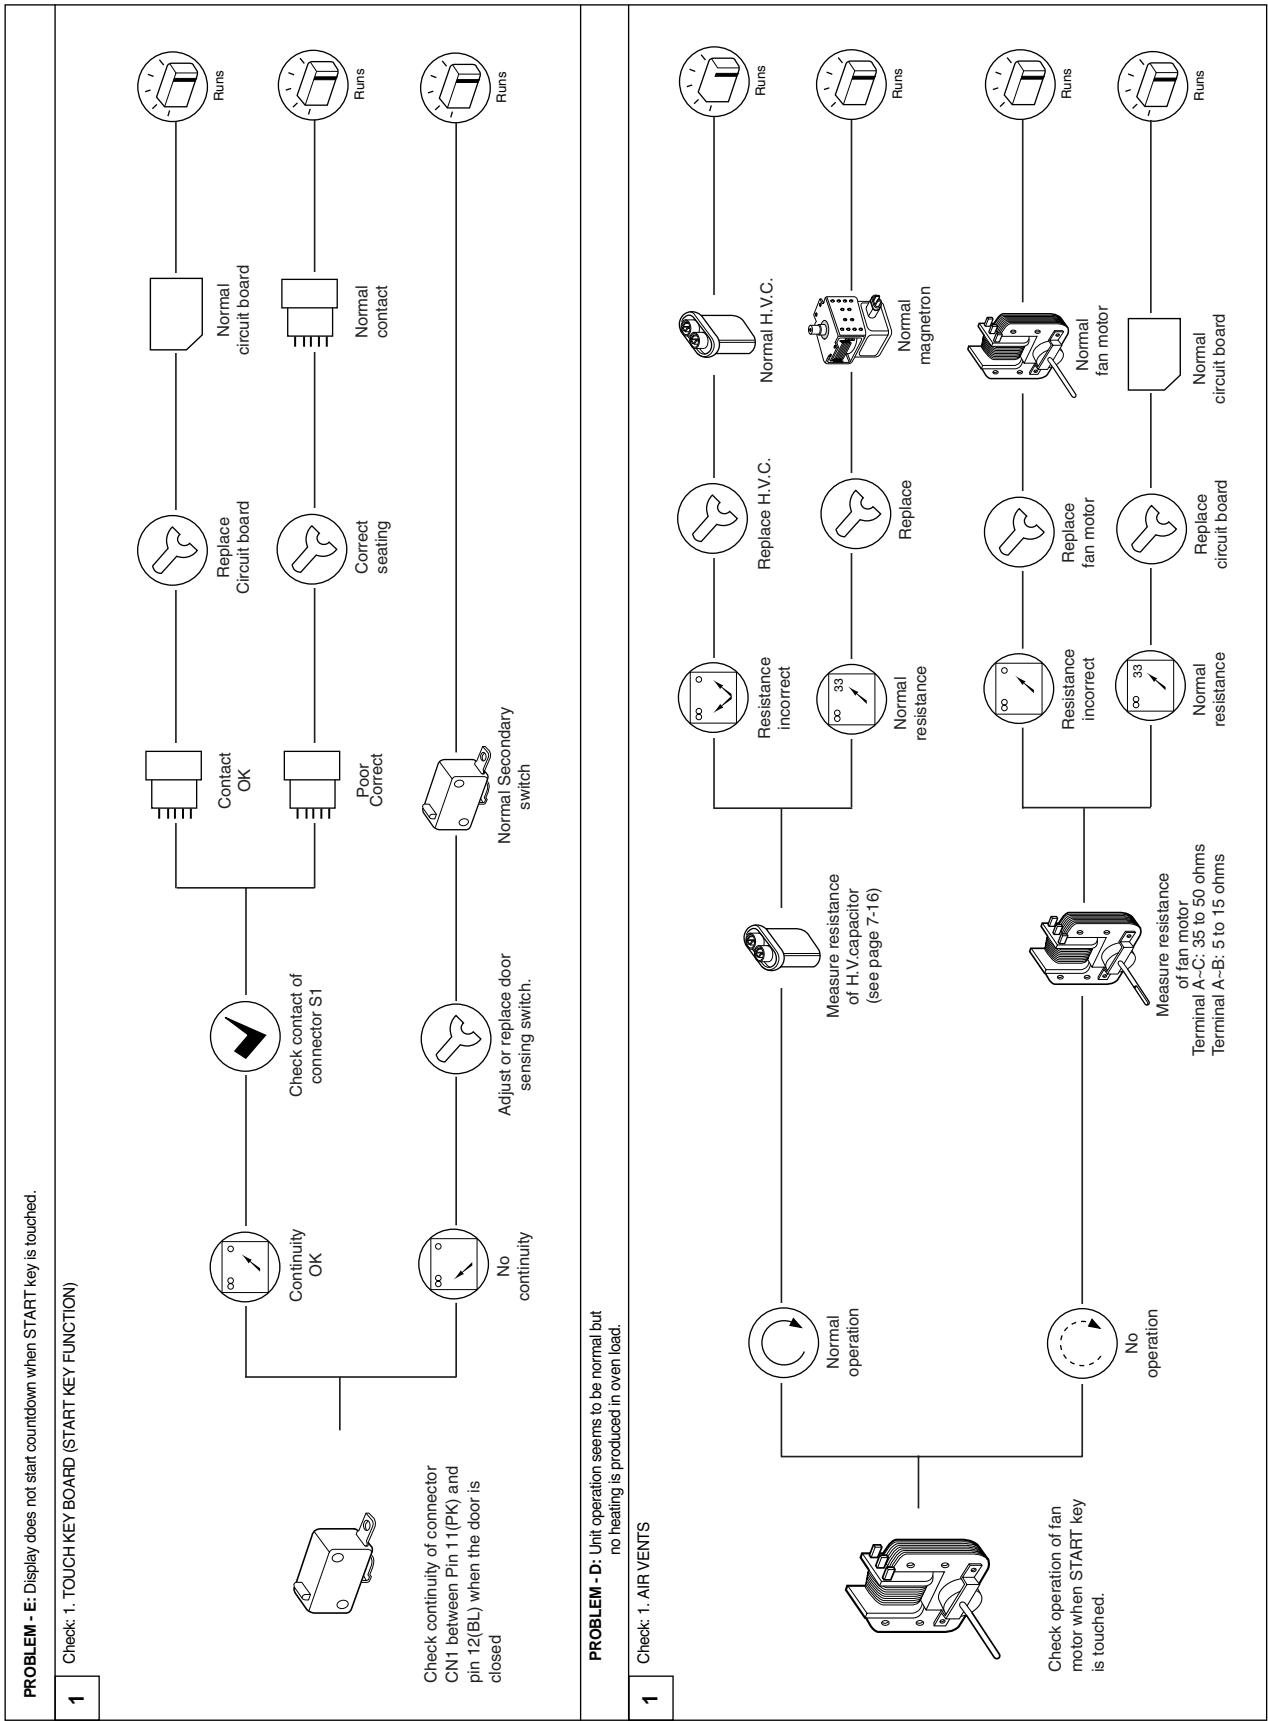 PROBLEM - E: Display does not start countdown when START key is touched.
1
Check: 1. TOUCH KEY BOARD (START KEY FUNCTION)
Check continuity of connector
CN1 between Pin 11(PK) and
pin 12(BL) when the door is
closed
∞ 0
Continuity
OK
Check contact of
connector S1
Contact
OK
Replace
Circuit board
Normal
circuit board
Runs
Poor
Correct
Correct
seating
Normal
contact
Runs
∞ 0
No
continuity
Adjust or replace door
sensing switch.
Normal Secondary
switch
Runs
PROBLEM - D: Unit operation seems to be normal but
no heating is produced in oven load.
1
Check: 1. AIR VENTS
Check operation of fan
motor when START key
is touched.
Normal
operation
Measure resistance
of H.V.capacitor
(see page 7-16)
∞ 0
Resistance
incorrect
Replace H.V.C.
Normal H.V.C.
Runs
∞ 33
Normal
resistance
Replace
Normal
magnetron
Runs
No
operation
Measure resistance
of fan motor
Terminal A~C: 35 to 50 ohms
Terminal A~B: 5 to 15 ohms
∞ 0
Resistance
incorrect
Replace
fan motor
Normal
fan motor
Runs
∞ 33
Normal
resistance
Replace
circuit board
Normal
circuit board
Runs